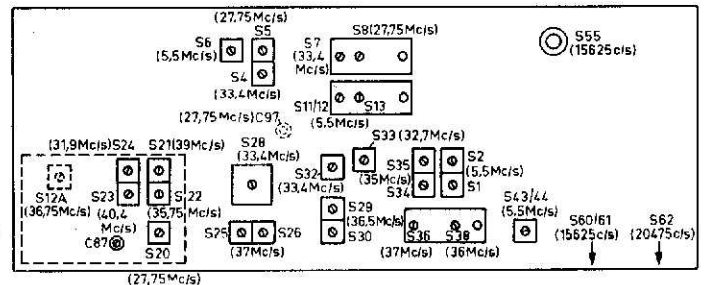 (27,75Mc/s)
S5
S6
(5,5Mc/s)
S4
(33,4Mc/s)
S7
(33,4
Mc/s)
S8(27,75Mc/s)
S55
(15625c/s)
S11/12
S13
(5.5Mc/s)
(27,75Mc/s)C97
S33(32,7Mc/s)
(31,9Mc/s)S24
S21(39Mc/s)
S28
(33,4Mc/s)
S32
(33,4Mc/s)
(35Mc/s)
S35
S34
S2
(5,5Mc/s)
S1
S12A
(36,75Mc/s)
S23
(40,4
Mc/s)
S22
(35,75Mc/s)
C87
S20
(27,75Mc/s)
S25
S26
(37Mc/s)
S29
(36,5Mc/s)
S30
S36
S38
(37Mc/s)
(36Mc/s)
S43/44
(5.5Mc/s)
S60/61
(15625c/s)
S62
(20475c/s)